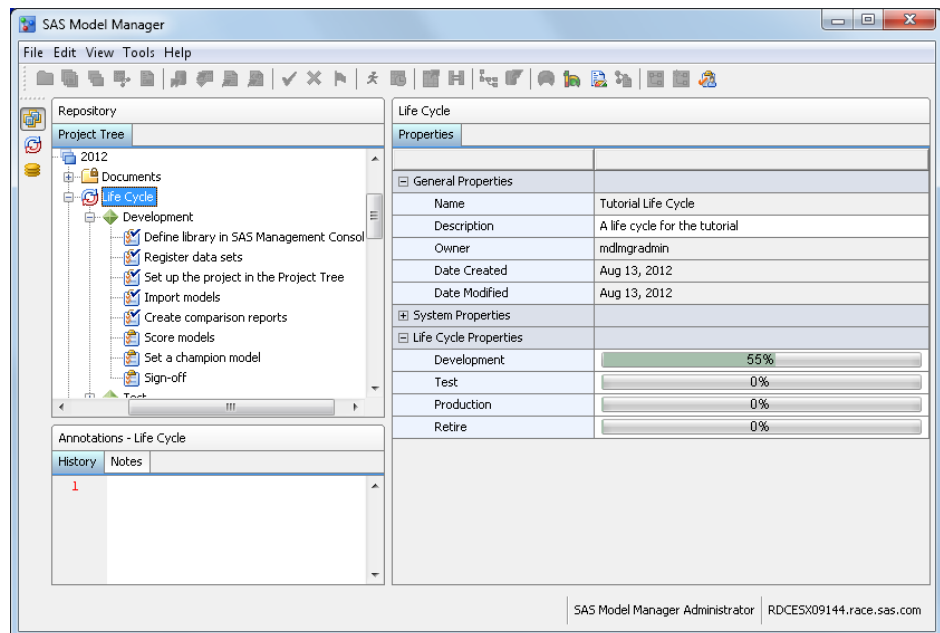 SAS Model Manager
File Edit View Tools Help
Repository
Project Tree
2012
Documents
Life Cycle
Development
Define library in SAS Management Consol
Register data sets
Set up the project in the Project Tree
Import models
Create comparison reports
Score models
Set a champion model
Sign-off
Test
Annotations - Life Cycle
History Notes
1
Life Cycle
Properties
General Properties
Name Tutorial Life Cycle
Description A life cycle for the tutorial
Owner mdlmgradmin
Date Created Aug 13, 2012
Date Modified Aug 13, 2012
System Properties
Life Cycle Properties
Development 55%
Test 0%
Production 0%
Retire 0%
SAS Model Manager Administrator RDCESX09144.race.sas.com